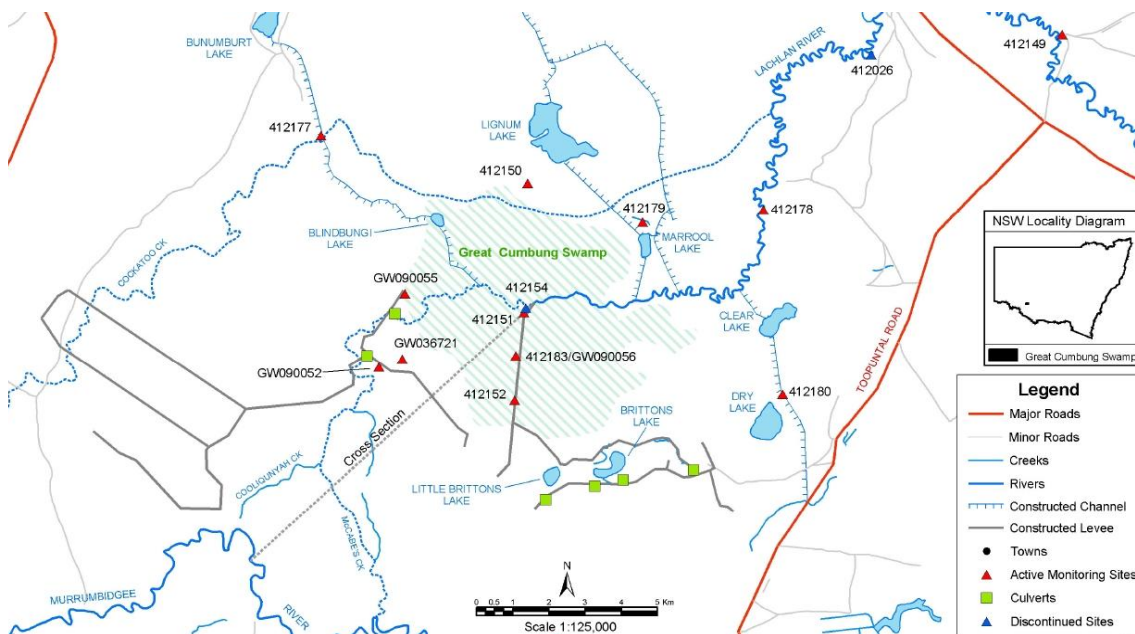 BUNUMBURT
LAKE
LACHLAN RIVER
412149
412026
412177
LIGNUM
LAKE
412150
412179
412178
MARROOL
LAKE
BLINDBUNGI
LAKE
Great Cumbung Swamp
COCKATOO CK
GW090055
412154
412151
CLEAR
LAKE
TOOPUNTAL ROAD
GW036721
412183/GW090056
GW090052
412152
412180
DRY
LAKE
BRITTONS
LAKE
Cross Section
LITTLE BRITTONS
LAKE
COOLIQUNYAH CK
McCABE'S CK
MURRUMBIDGEE
RIVER
N
0 0.5 1 2 3 4 5 Km
Scale 1:125,000
NSW Locality Diagram
Great Cumbung Swamp
Legend
Major Roads
Minor Roads
Creeks
Rivers
Constructed Channel
Constructed Levee
Towns
Active Monitoring Sites
Culverts
Discontinued Sites